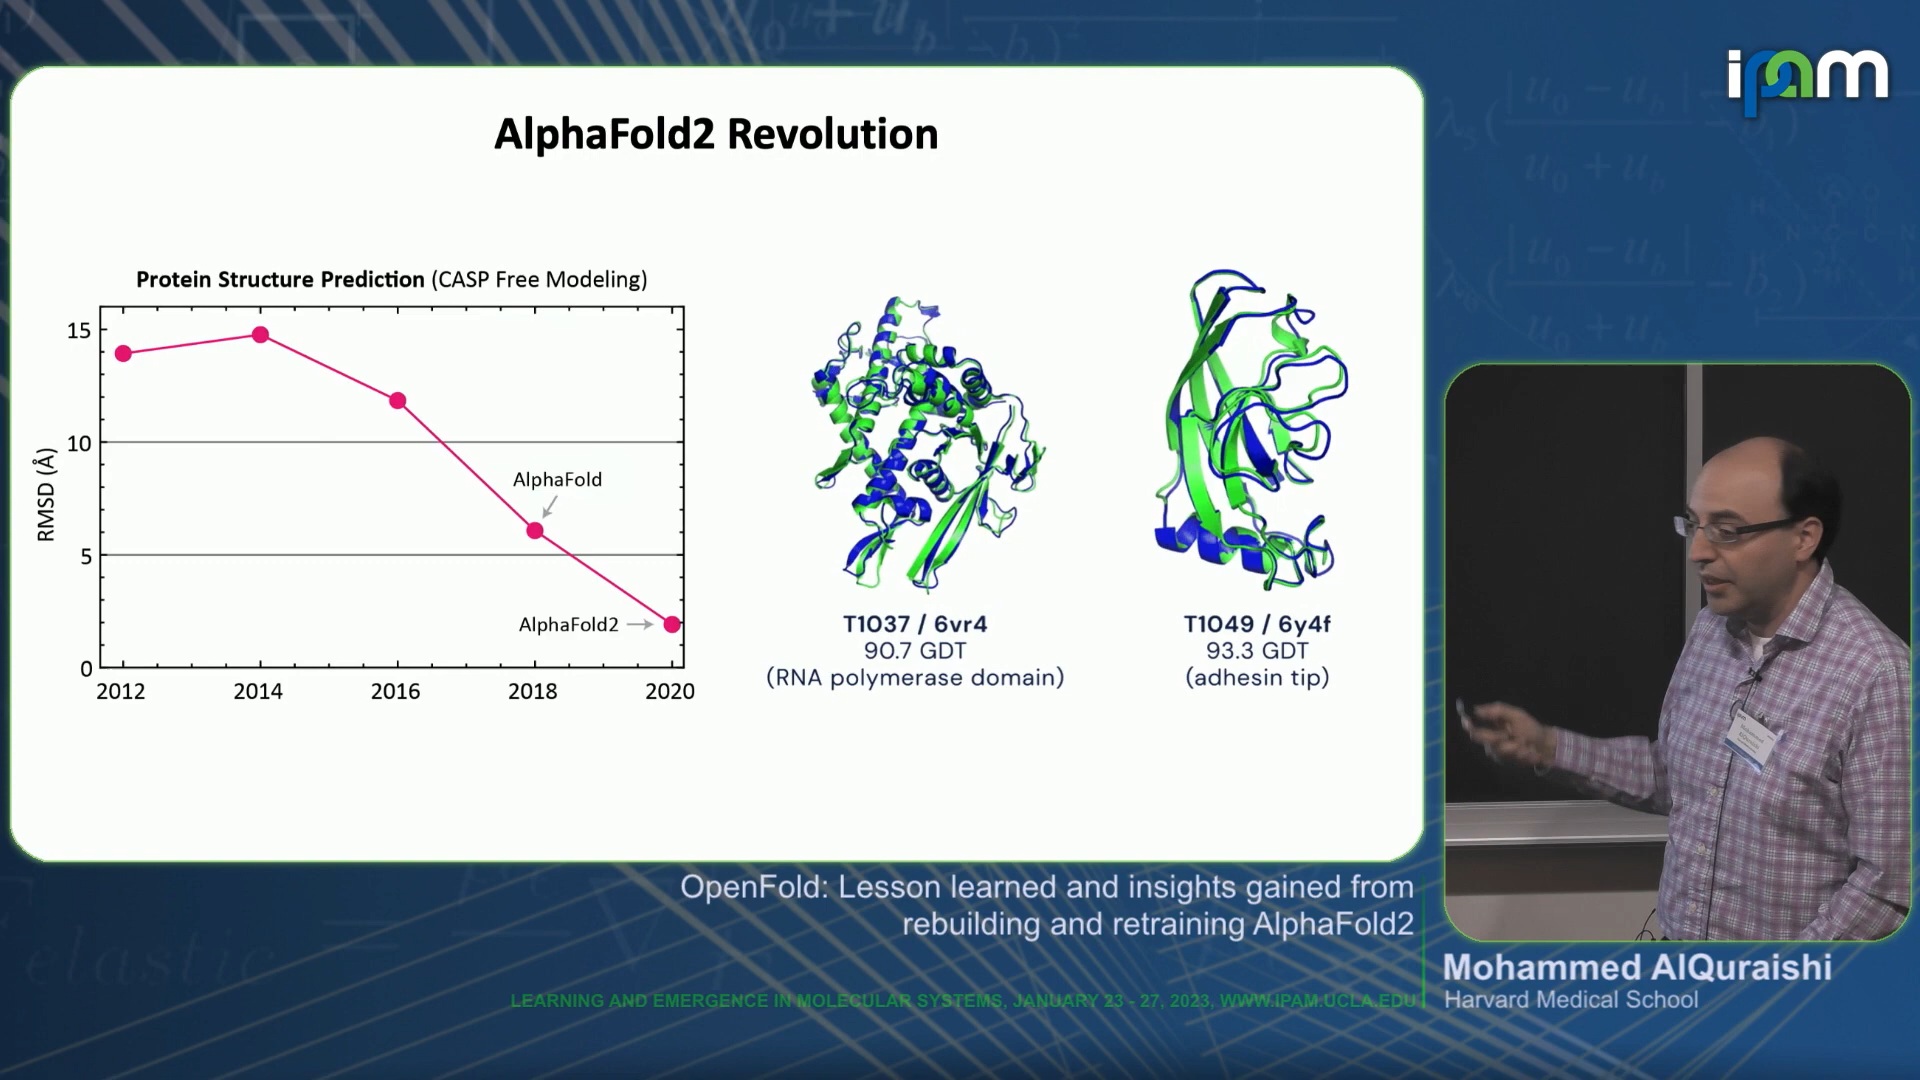 ipam
AlphaFold2 Revolution
Protein Structure Prediction (CASP Free Modeling)
RMSD (Å)
15
10
5
0
2012
2014
2016
2018
2020
AlphaFold
AlphaFold2
T1037 / 6vr4
90.7 GDT
(RNA polymerase domain)
T1049 / 6y4f
93.3 GDT
(adhesin tip)
OpenFold: Lesson learned and insights gained from
rebuilding and retraining AlphaFold2
Mohammed AlQuraishi
Harvard Medical School
LEARNING AND EMERGENCE IN MOLECULAR SYSTEMS, JANUARY 23 - 27, 2023, WWW.IPAM.UCLA.EDU
elastic